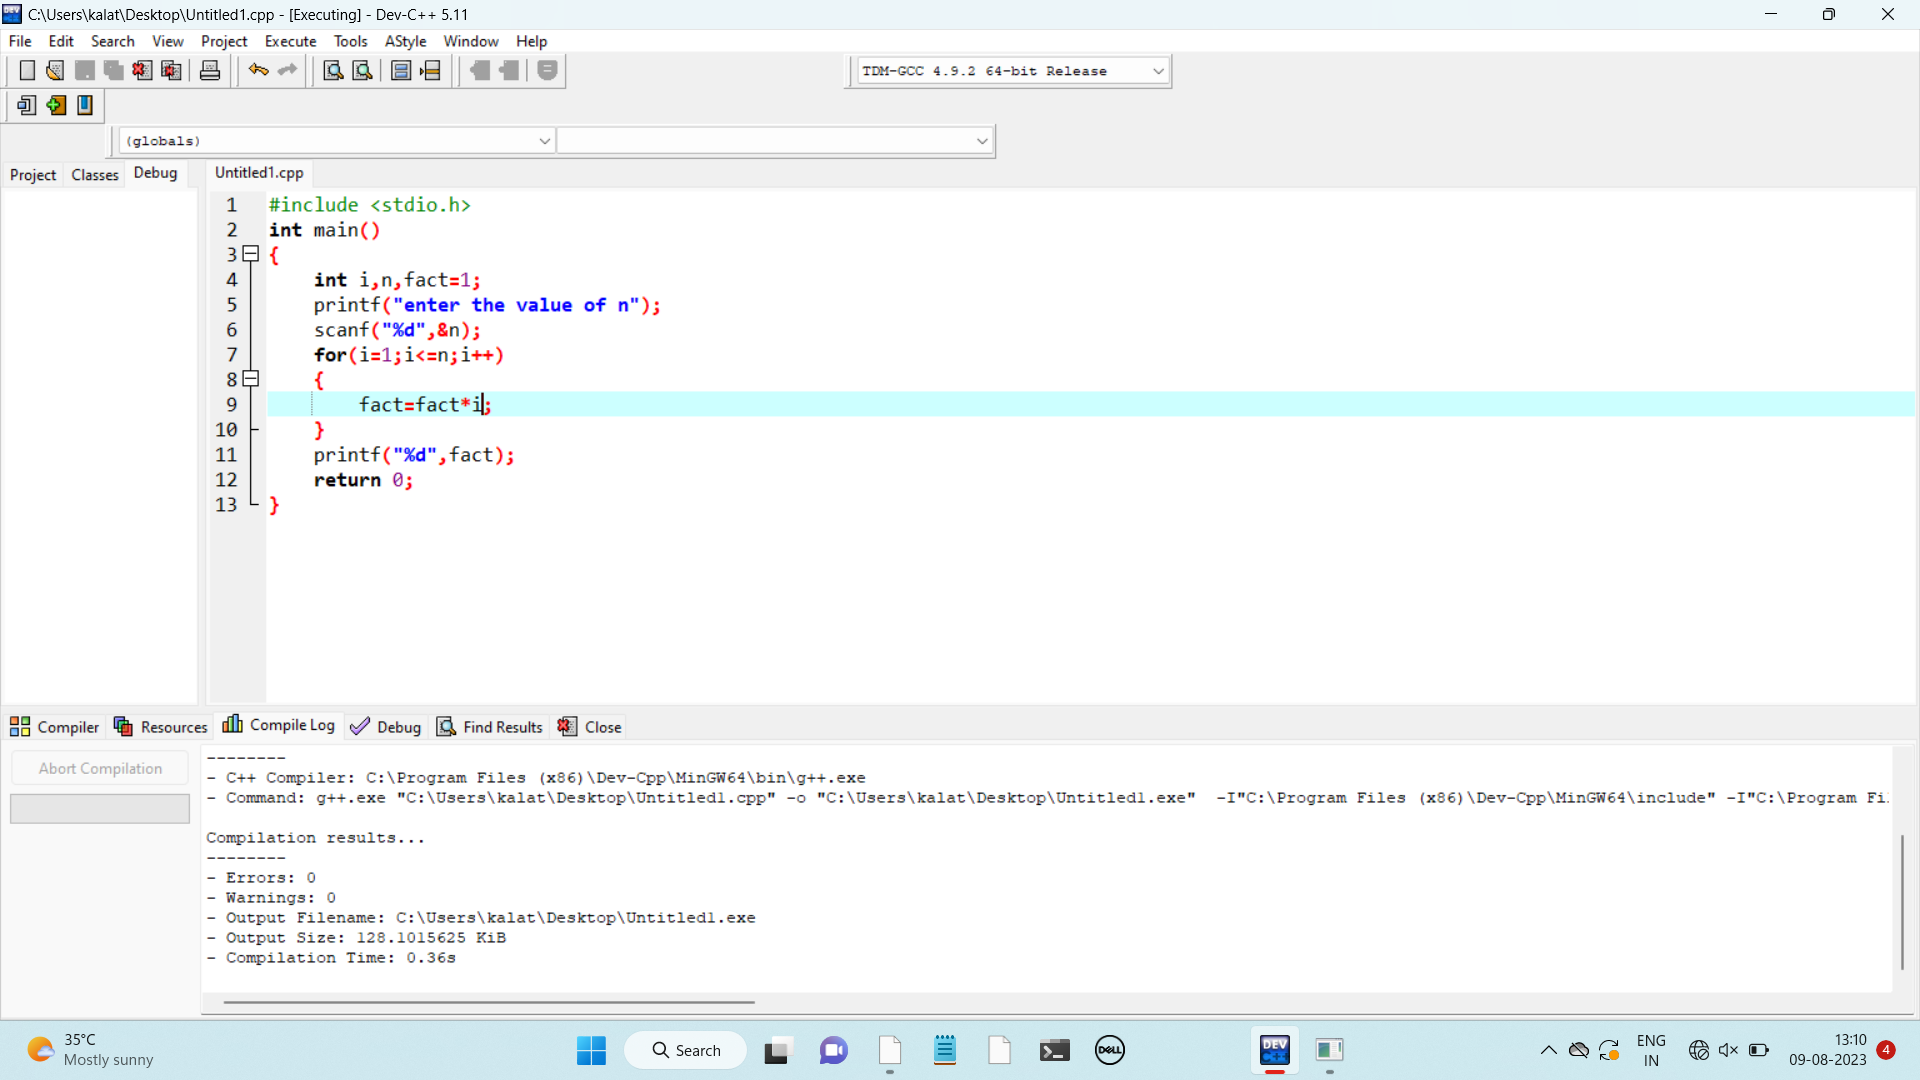 C:\Users\kalat\Desktop\Untitled1.cpp - [Executing] - Dev-C++ 5.11
File Edit Search View Project Execute Tools AStyle Window Help
TDM-GCC 4.9.2 64-bit Release
(globals)
Project Classes Debug Untitled1.cpp
1 #include <stdio.h>
2 int main()
3 {
4 int i,n,fact=1;
5 printf("enter the value of n");
6 scanf("%d",&n);
7 for(i=1;i<=n;i++)
8 {
9 fact=fact*i;
10 }
11 printf("%d",fact);
12 return 0;
13 }
Compiler Resources Compile Log Debug Find Results Close
Abort Compilation
--------
- C++ Compiler: C:\Program Files (x86)\Dev-Cpp\MinGW64\bin\g++.exe
- Command: g++.exe "C:\Users\kalat\Desktop\Untitled1.cpp" -o "C:\Users\kalat\Desktop\Untitled1.exe" -I"C:\Program Files (x86)\Dev-Cpp\MinGW64\include" -I"C:\Program
Compilation results...
--------
- Errors: 0
- Warnings: 0
- Output Filename: C:\Users\kalat\Desktop\Untitled1.exe
- Output Size: 128.1015625 KiB
- Compilation Time: 0.36s
35°C
Mostly sunny
Search
DELL
DEV
C++
ENG
IN
13:10
09-08-2023
4